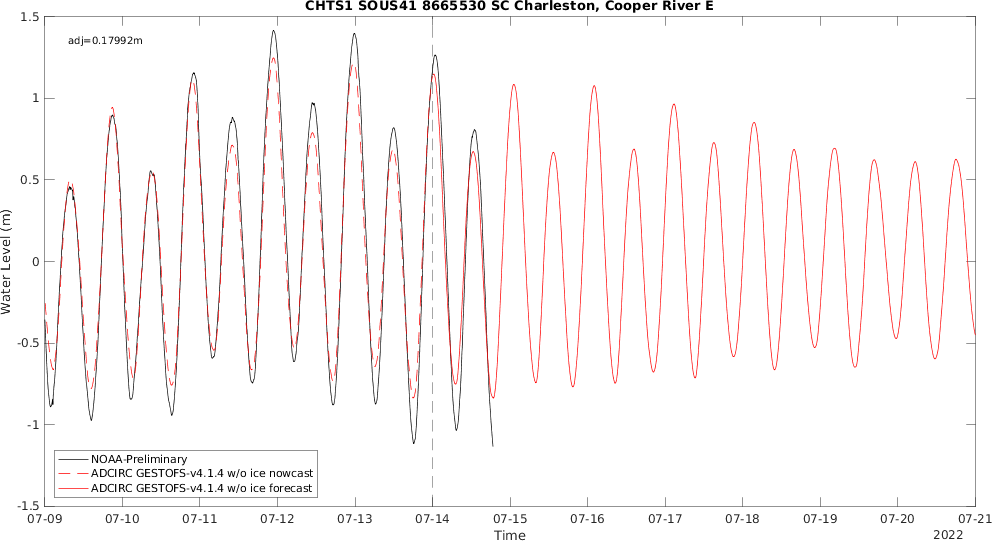 CHTS1 SOUS41 8665530 SC Charleston, Cooper River E
adj=0.17992m
1.5
1
0.5
0
-0.5
-1
-1.5
Water Level (m)
NOAA-Preliminary
ADCIRC GESTOFS-v4.1.4 w/o ice nowcast
ADCIRC GESTOFS-v4.1.4 w/o ice forecast
07-09 07-10 07-11 07-12 07-13 07-14 07-15 07-16 07-17 07-18 07-19 07-20 07-21
Time
2022